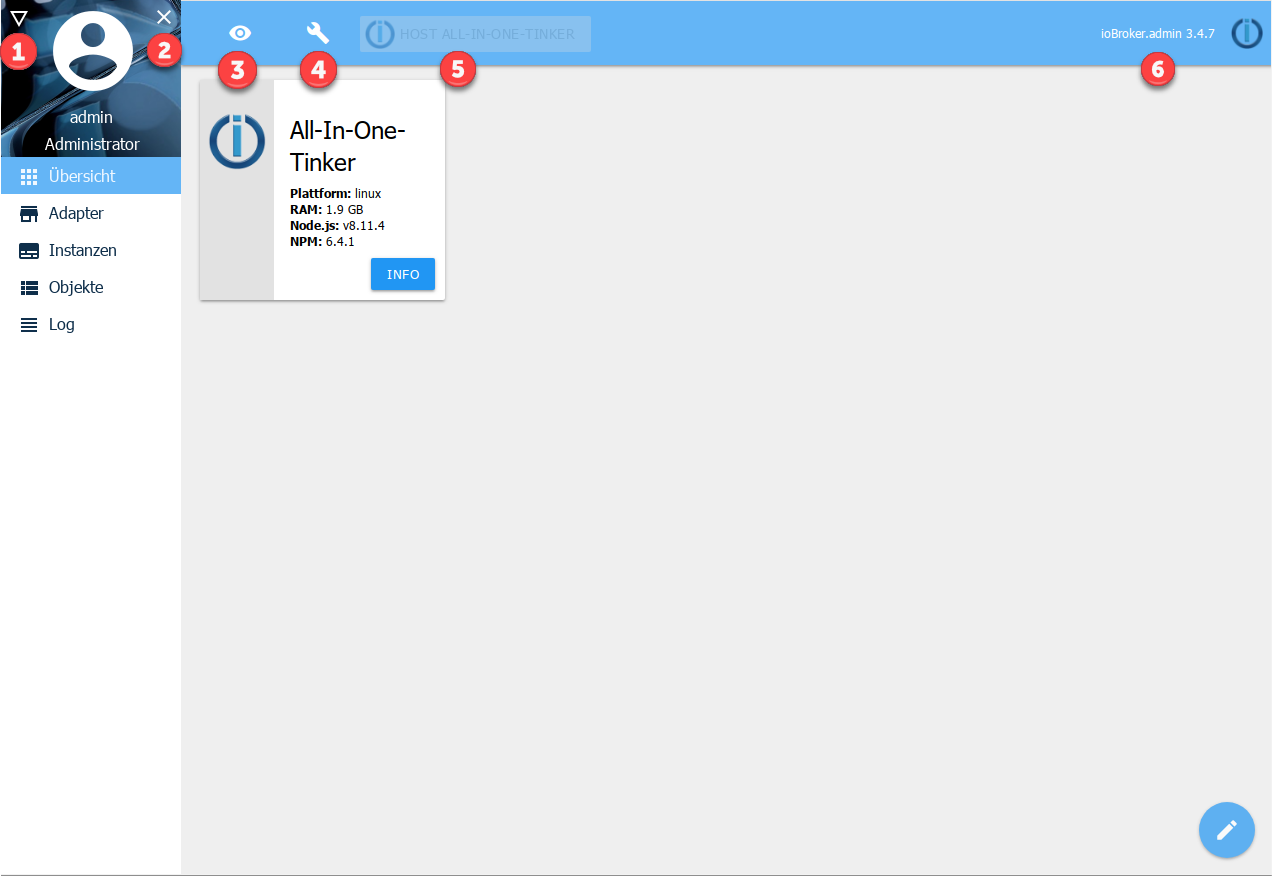 1
2
3
4
5
6
HOST ALL-IN-ONE-TINKER
ioBroker.admin 3.4.7
admin
Administrator
Übersicht
Adapter
Instanzen
Objekte
Log
All-In-One-
Tinker
Plattform: linux
RAM: 1.9 GB
Node.js: v8.11.4
NPM: 6.4.1
INFO